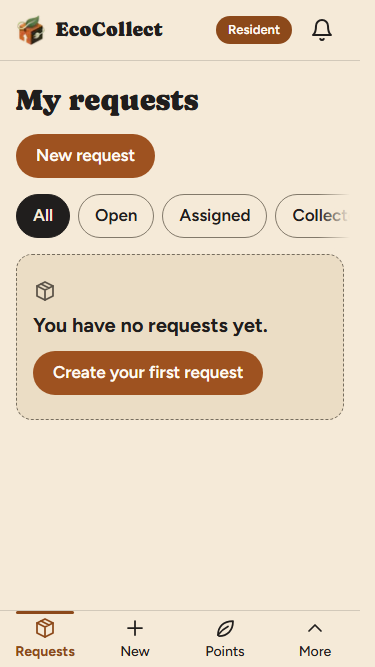 EcoCollect
Resident
My requests
New request
All
Open
Assigned
Collect
You have no requests yet.
Create your first request
Requests
New
Points
More